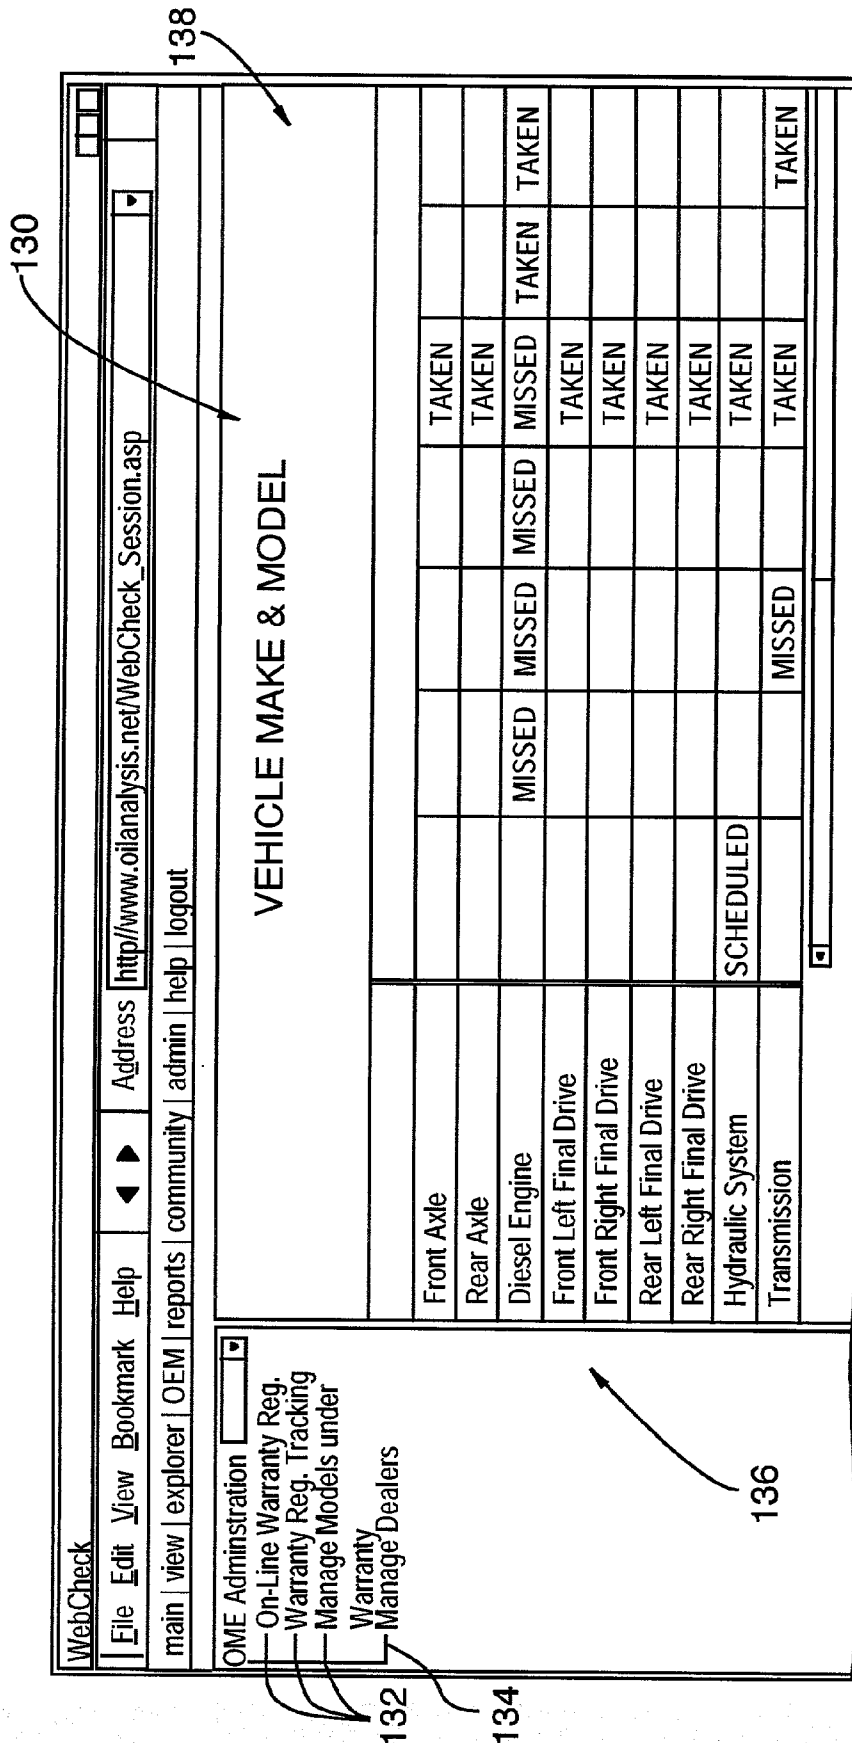 130
138
WebCheck
File Edit View Bookmark Help Address http//www.oilanalysis.net/WebCheck_Session.asp
main | view | explorer | OEM | reports | community | admin | help | logout
OME Adminstration
On-Line Warranty Reg.
Warranty Reg. Tracking
Manage Models under
Warranty
Manage Dealers
132
134
136
VEHICLE MAKE & MODEL
Front Axle TAKEN
Rear Axle TAKEN
Diesel Engine MISSED MISSED MISSED MISSED TAKEN TAKEN
Front Left Final Drive TAKEN
Front Right Final Drive TAKEN
Rear Left Final Drive TAKEN
Rear Right Final Drive TAKEN
Hydraulic System SCHEDULED TAKEN
Transmission MISSED TAKEN TAKEN